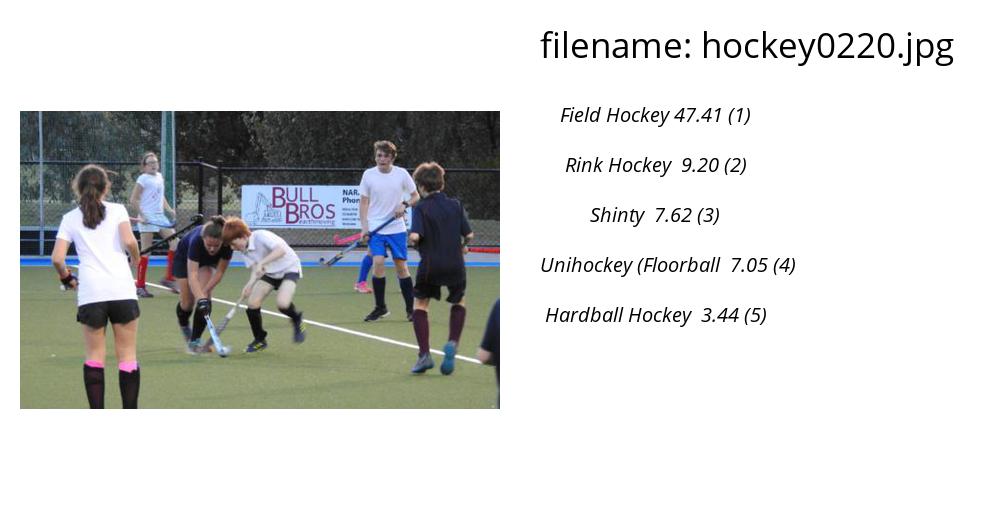 filename: hockey0220.jpg
Field Hockey 47.41 (1)
Rink Hockey 9.20 (2)
Shinty 7.62 (3)
Unihockey (Floorball 7.05 (4)
Hardball Hockey 3.44 (5)
BULL
BROS
earthmoving
NAR
Phon